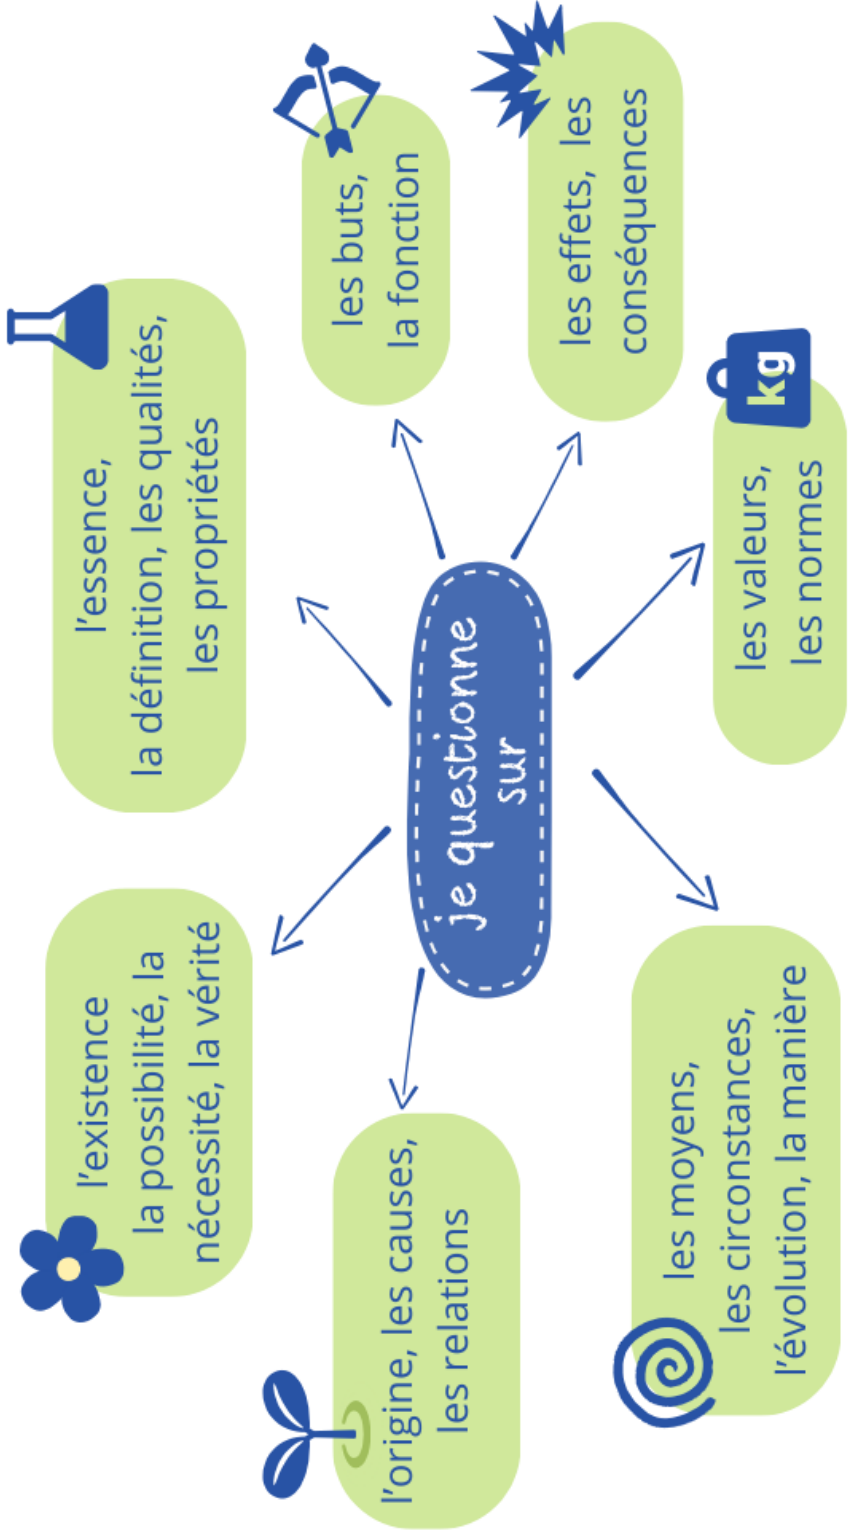 l'existence
la possibilité, la
nécessité, la vérité
l'essence,
la définition, les qualités,
les propriétés
l'origine, les causes,
les relations
je questionne
sur
les buts,
la fonction
les effets, les
conséquences
les moyens,
les circonstances,
l'évolution, la manière
les valeurs,
les normes
kg